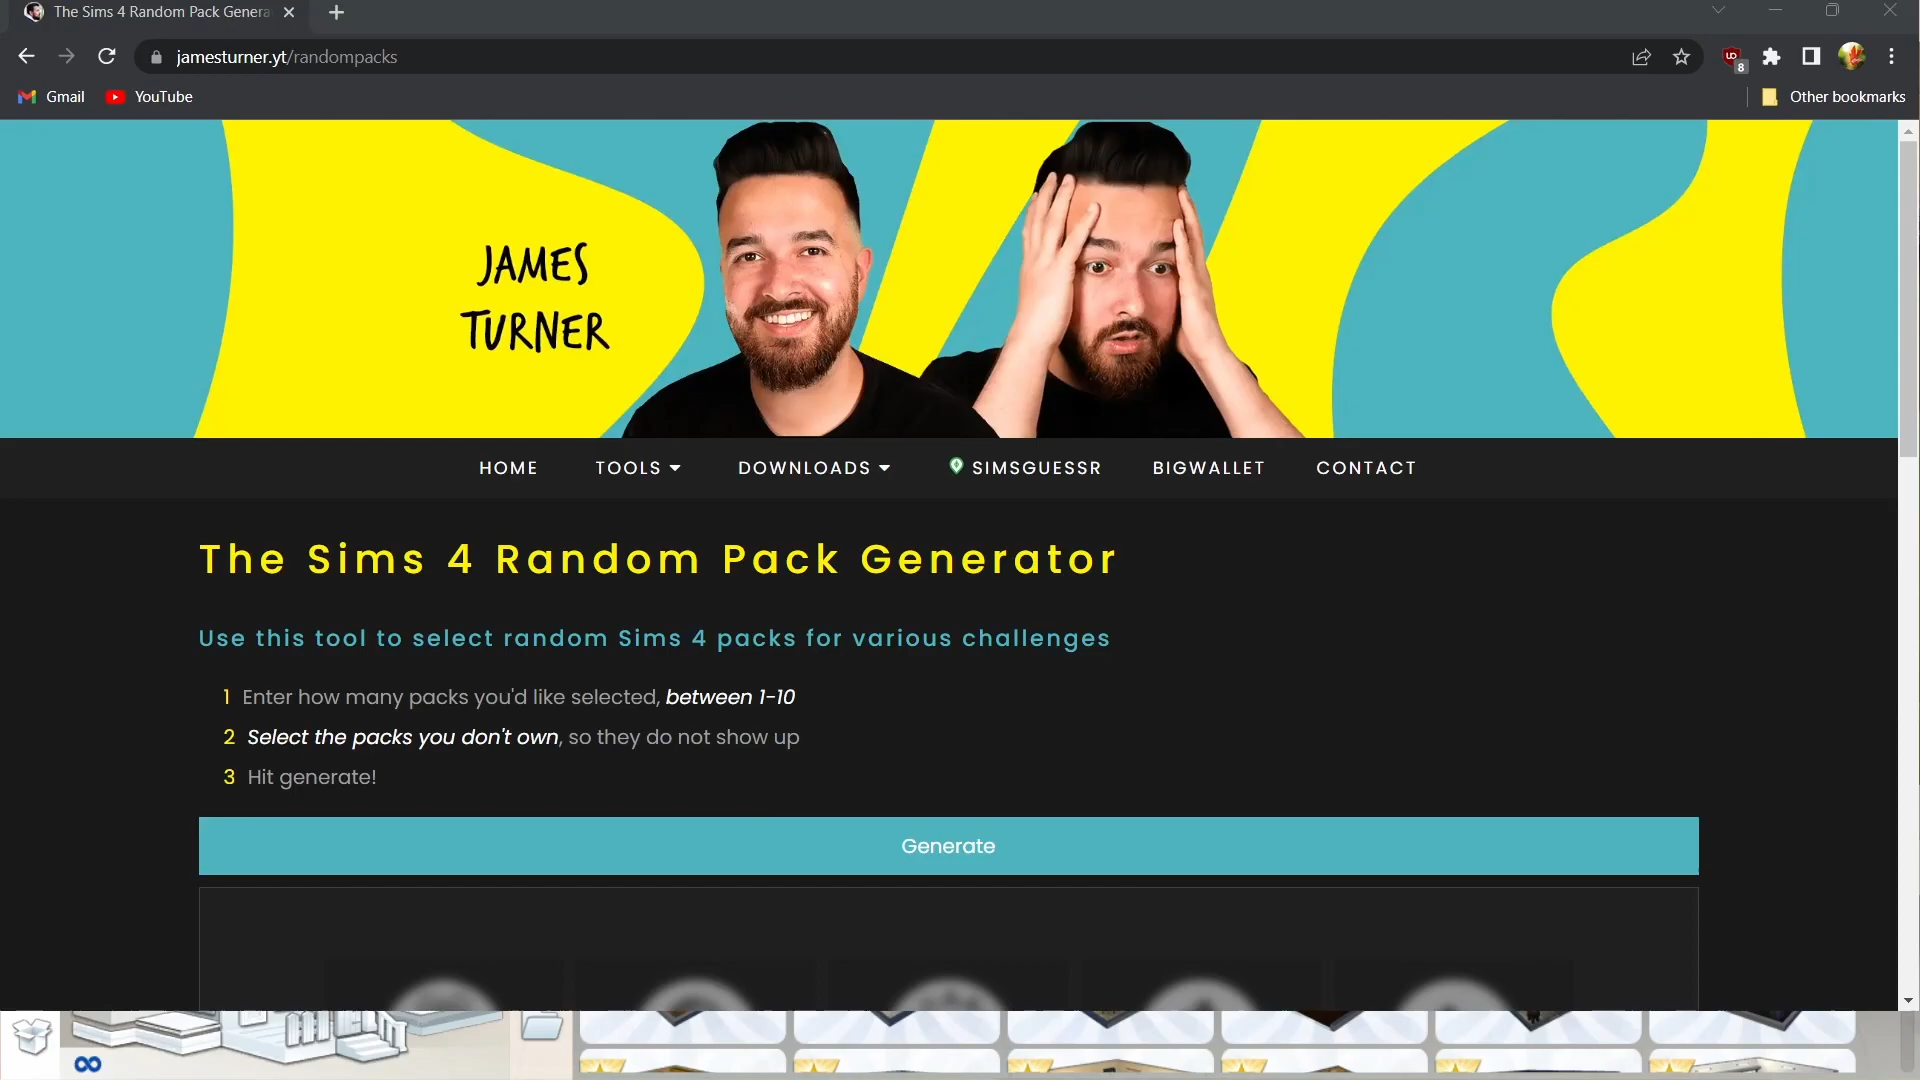 The Sims 4 Random Pack Genera
jamesturner.yt/randompacks
8
Gmail
YouTube
Other bookmarks
JAMES
TURNER
HOME
TOOLS
DOWNLOADS
SIMSGUESSR
BIGWALLET
CONTACT
The Sims 4 Random Pack Generator
Use this tool to select random Sims 4 packs for various challenges
1 Enter how many packs you'd like selected, between 1-10
2 Select the packs you don't own, so they do not show up
3 Hit generate!
Generate